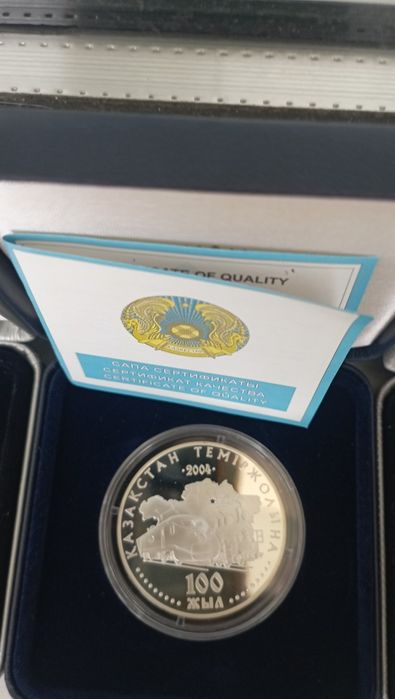 CATE OF QUALITY
САПА СЕРТИФИКАТЫ
СЕРТИФИКАТ КАЧЕСТВА
CERTIFICATE OF QUALITY
ҚАЗАҚСТАН ТЕМІРЖОЛЫНА
·2004·
100
ЖЫЛ